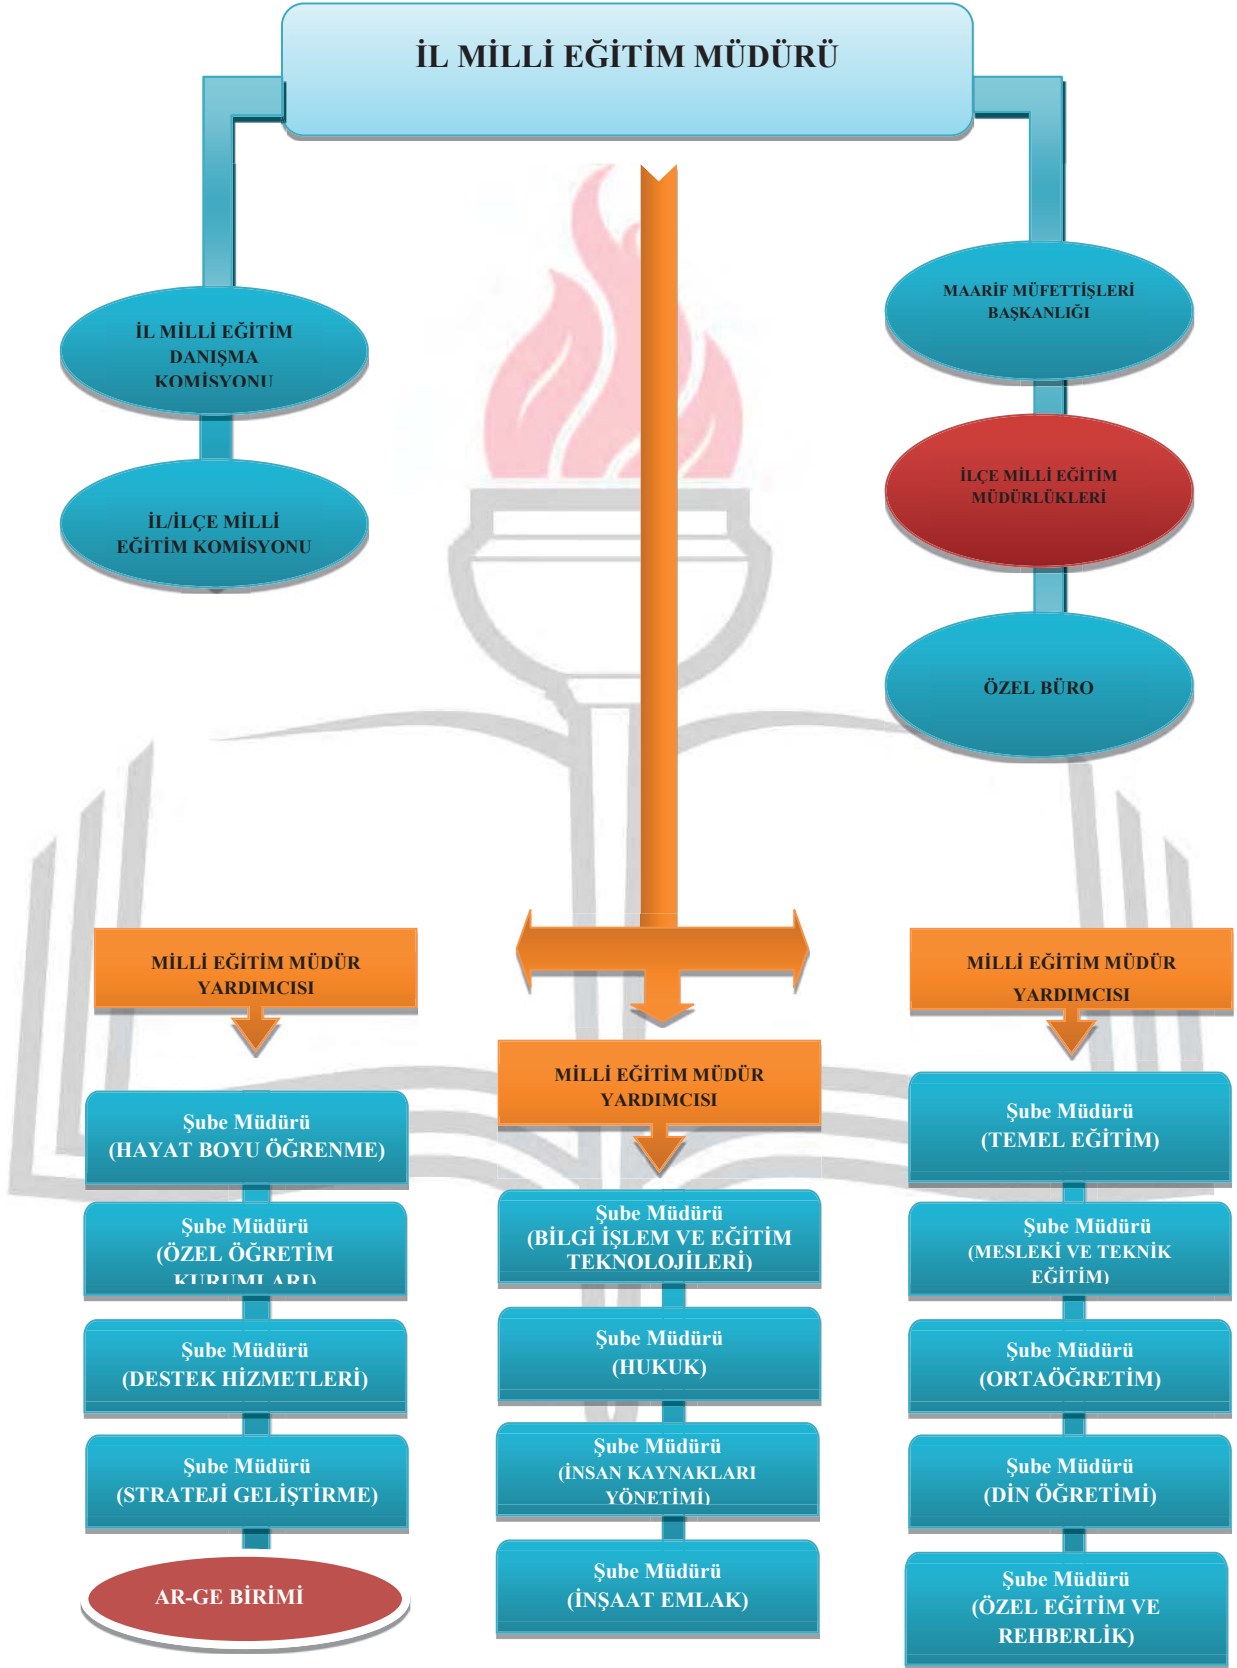 İL MİLLİ EĞİTİM MÜDÜRÜ
İL MİLLİ EĞİTİM
DANIŞMA
KOMİSYONU
İL/İLÇE MİLLİ
EĞİTİM KOMİSYONU
MAARİF MÜFETTİŞLERİ
BAŞKANLIĞI
İLÇE MİLLİ EĞİTİM
MÜDÜRLÜKLERİ
ÖZEL BÜRO
MİLLİ EĞİTİM MÜDÜR
YARDIMCISI
Şube Müdürü
(HAYAT BOYU ÖĞRENME)
Şube Müdürü
(ÖZEL ÖĞRETİM
KURUMLARI)
Şube Müdürü
(DESTEK HİZMETLERİ)
Şube Müdürü
(STRATEJİ GELİŞTİRME)
AR-GE BİRİMİ
MİLLİ EĞİTİM MÜDÜR
YARDIMCISI
Şube Müdürü
(BİLGİ İŞLEM VE EĞİTİM
TEKNOLOJİLERİ)
Şube Müdürü
(HUKUK)
Şube Müdürü
(İNSAN KAYNAKLARI
YÖNETİMİ)
Şube Müdürü
(İNŞAAT EMLAK)
MİLLİ EĞİTİM MÜDÜR
YARDIMCISI
Şube Müdürü
(TEMEL EĞİTİM)
Şube Müdürü
(MESLEKİ VE TEKNİK
EĞİTİM)
Şube Müdürü
(ORTAÖĞRETİM)
Şube Müdürü
(DİN ÖĞRETİMİ)
Şube Müdürü
(ÖZEL EĞİTİM VE
REHBERLİK)